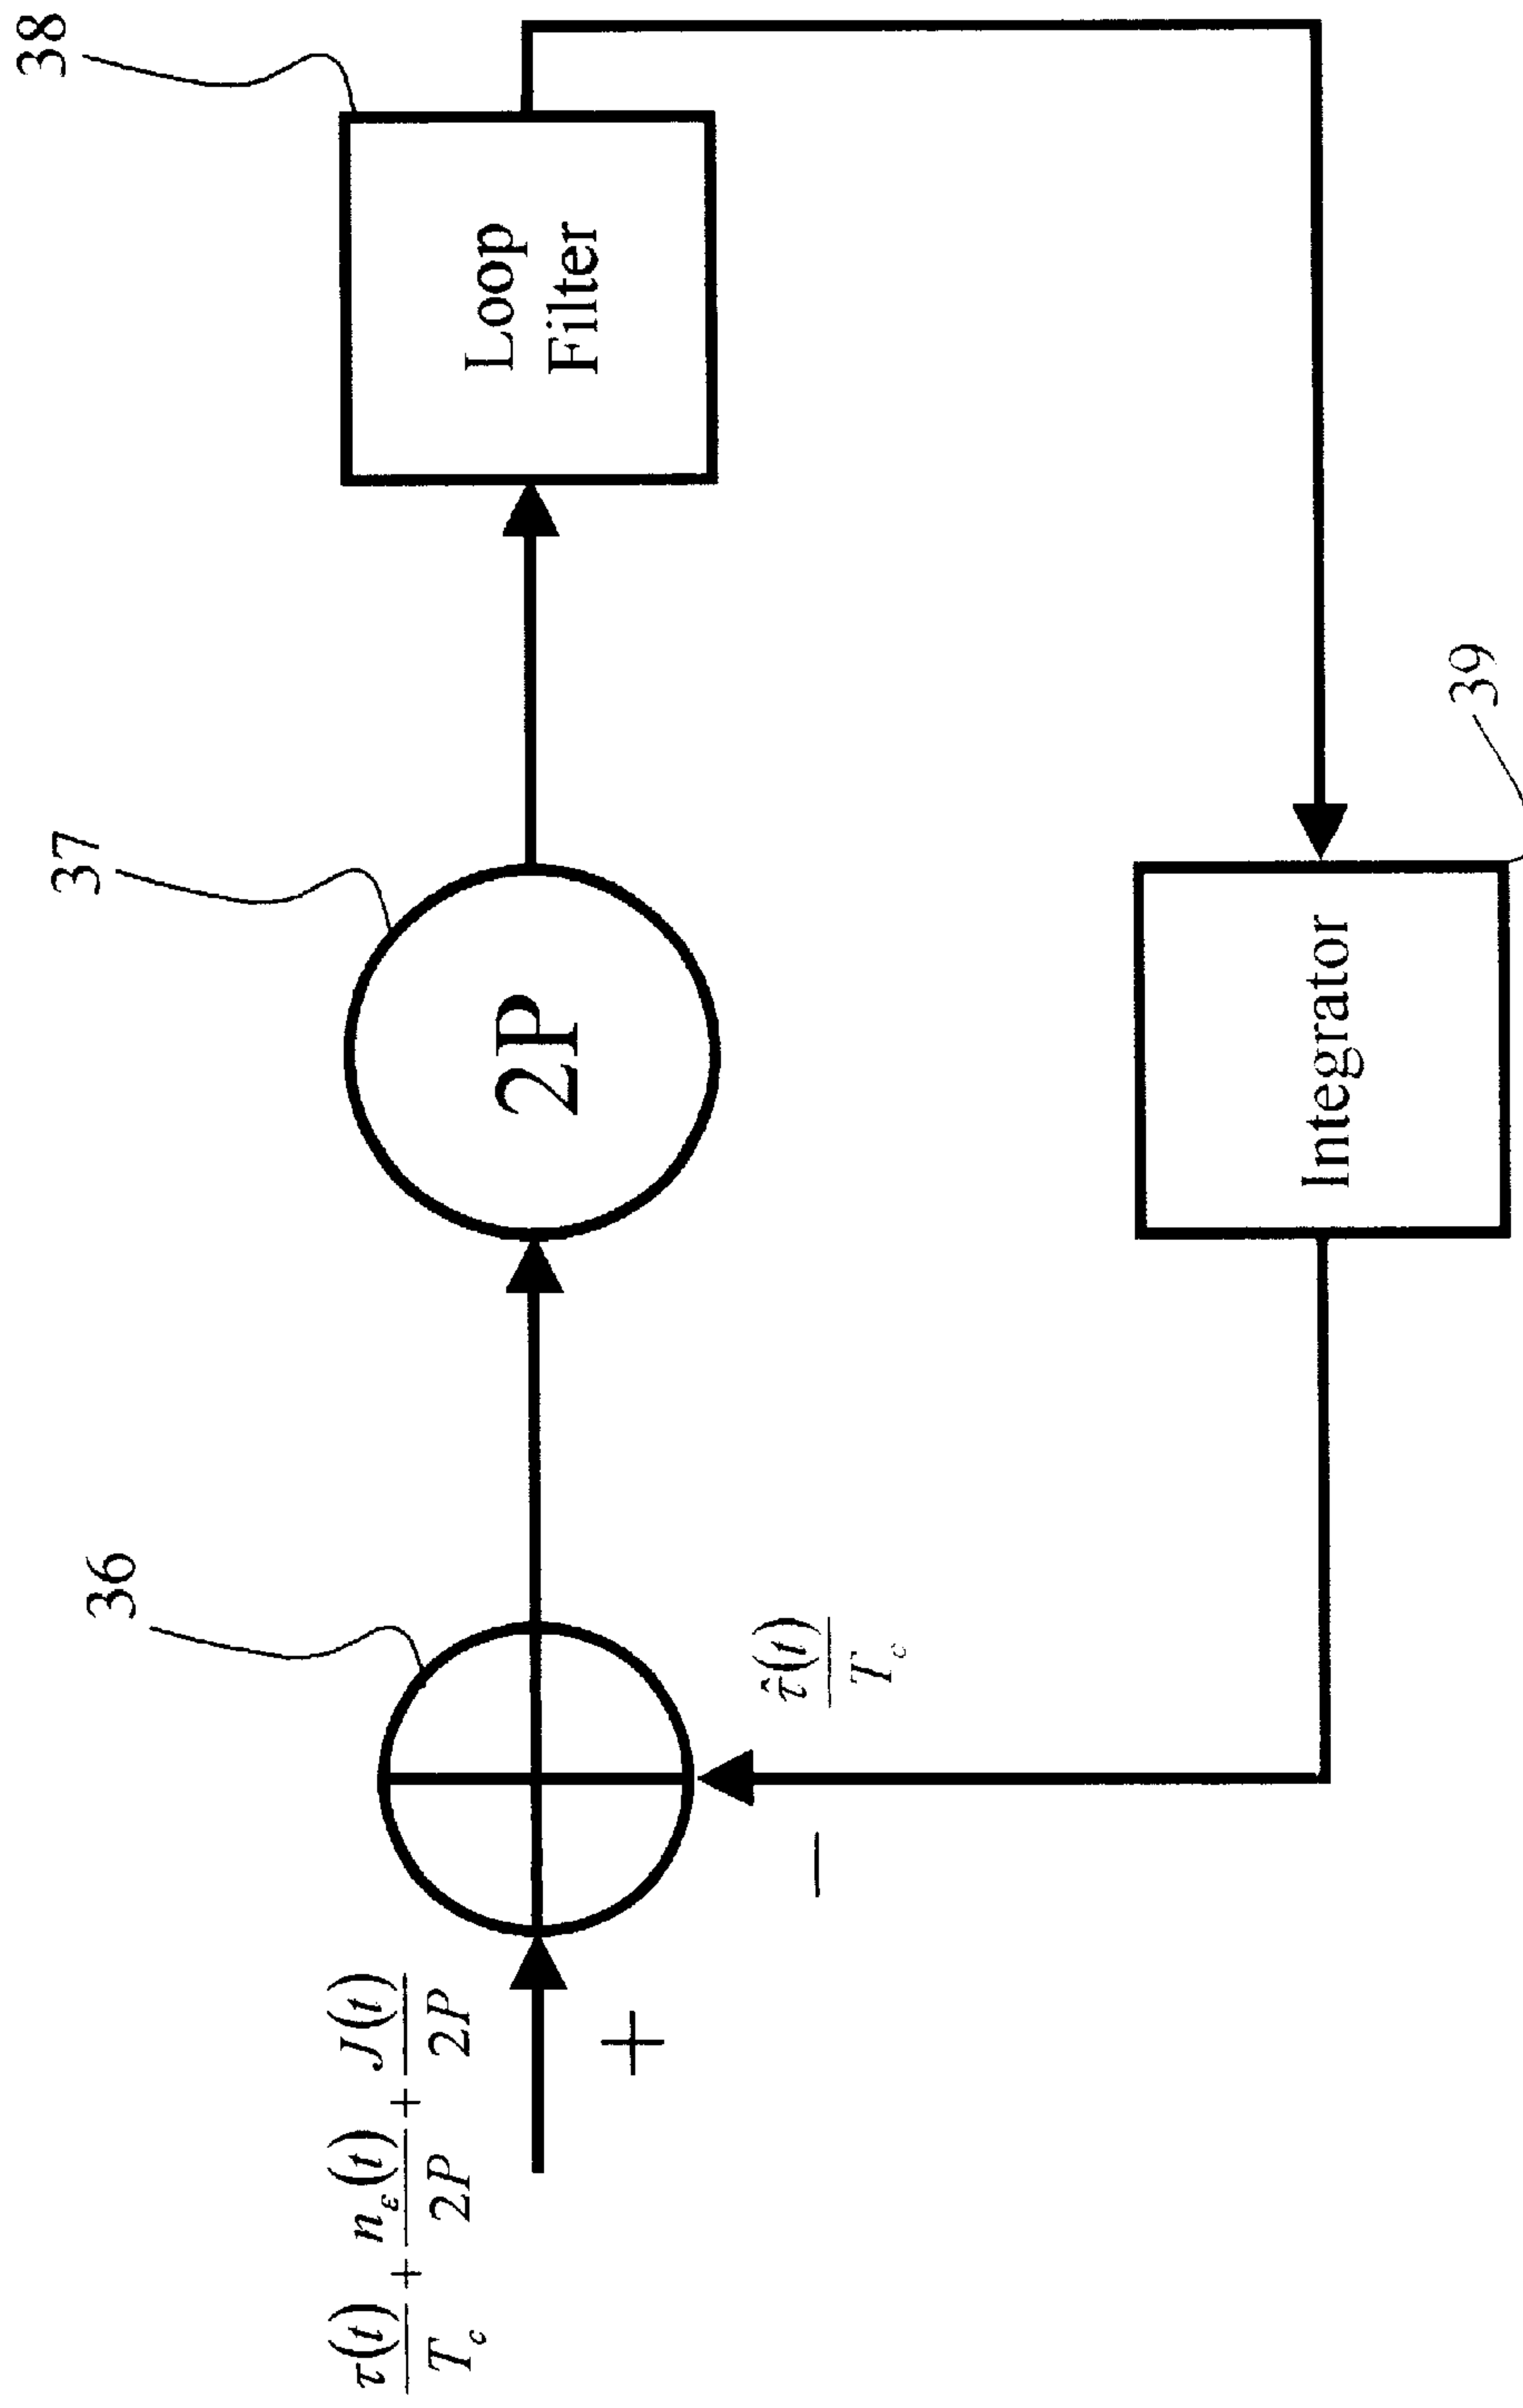 36
37
38
τ(t)/T_c + n_ε(t)/2P + J(t)/2P
+
−
2P
Loop
Filter
τ̂(t)/T_c
Integrator
39